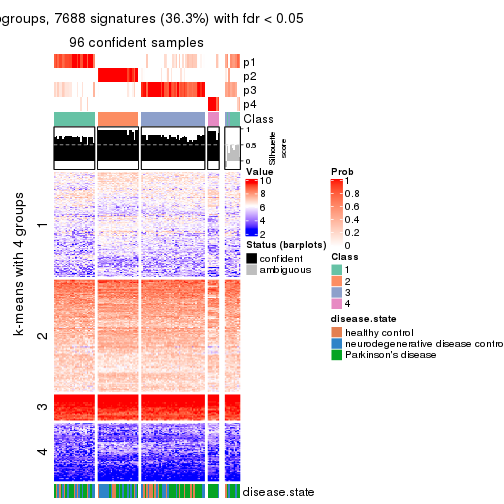 ogroups, 7688 signatures (36.3%) with fdr < 0.05
96 confident samples
p1
p2
p3
p4
Class
1
0.5
0
Silhouette
score
k-means with 4 groups
1
2
3
4
disease.state
Value
10
8
6
4
2
Status (barplots)
confident
ambiguous
Prob
1
0.8
0.6
0.4
0.2
0
Class
1
2
3
4
disease.state
healthy control
neurodegenerative disease contro
Parkinson's disease